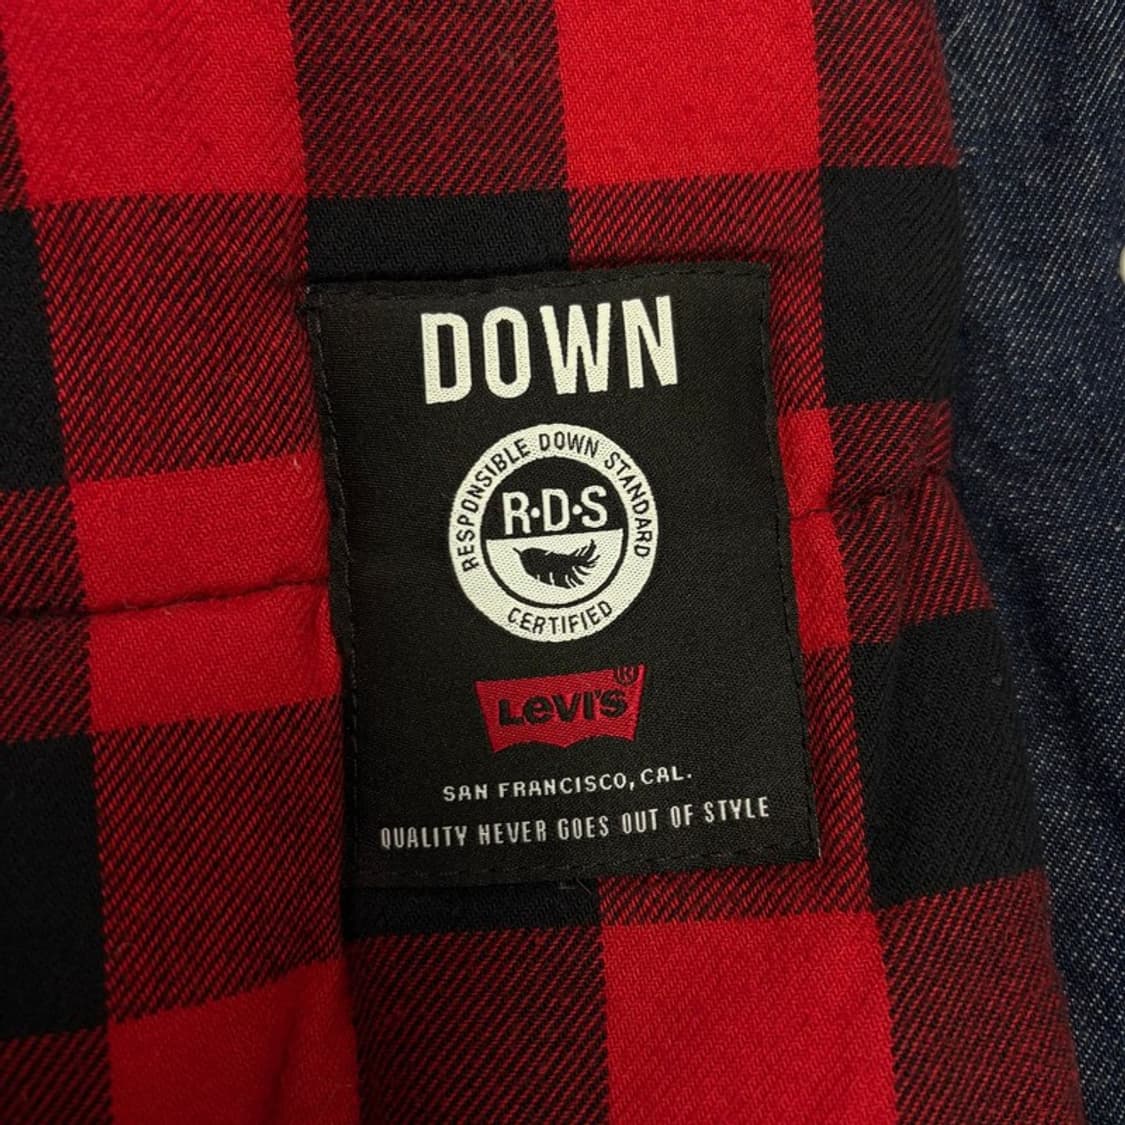 DOWN
RESPONSIBLE DOWN STANDARD
R·D·S
CERTIFIED
Levi's®
SAN FRANCISCO, CAL.
QUALITY NEVER GOES OUT OF STYLE